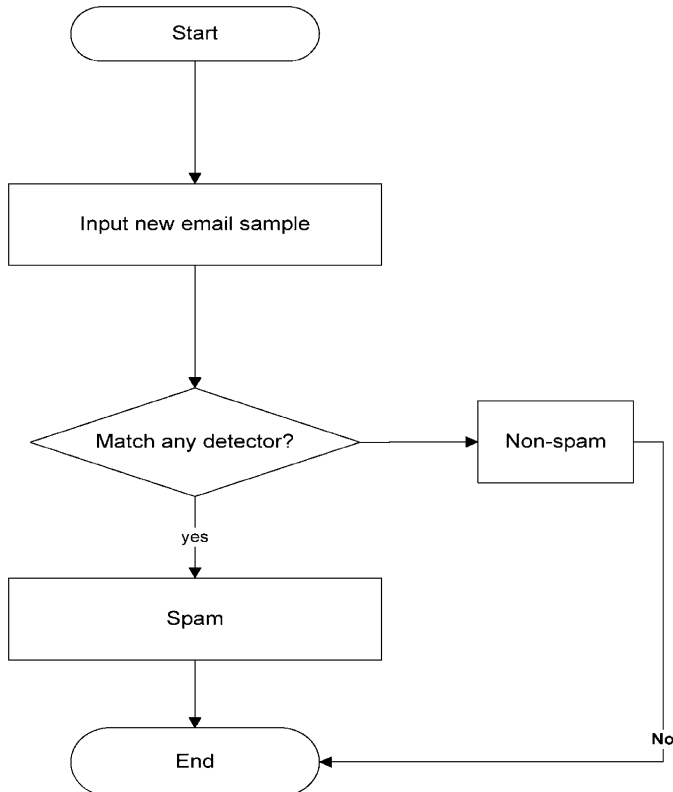 Start
Input new email sample
Match any detector?
Non-spam
yes
Spam
No
End